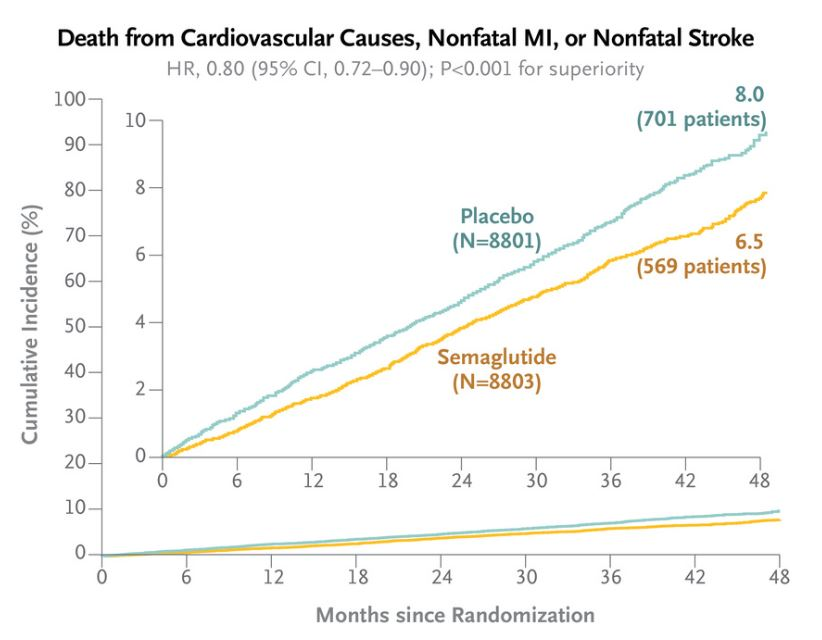 Death from Cardiovascular Causes, Nonfatal MI, or Nonfatal Stroke
HR, 0.80 (95% CI, 0.72–0.90); P<0.001 for superiority
Cumulative Incidence (%)
100
90
80
70
60
50
40
30
20
10
0
10
8
6
4
2
0
8.0
(701 patients)
Placebo
(N=8801)
6.5
(569 patients)
Semaglutide
(N=8803)
0 6 12 18 24 30 36 42 48
0 6 12 18 24 30 36 42 48
Months since Randomization